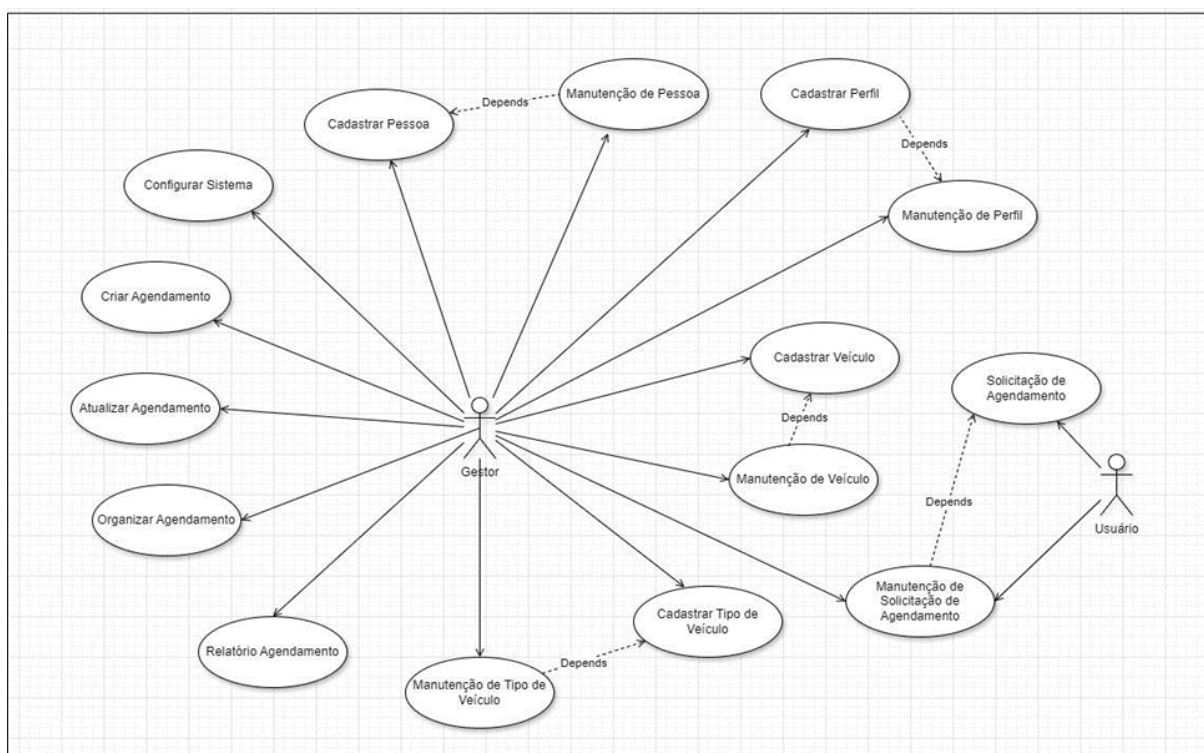 Manutenção de Pessoa
Cadastrar Perfil
Depends
Cadastrar Pessoa
Depends
Configurar Sistema
Manutenção de Perfil
Criar Agendamento
Cadastrar Veículo
Solicitação de
Agendamento
Atualizar Agendamento
Depends
Gestor
Manutenção de Veículo
Depends
Organizar Agendamento
Usuário
Manutenção de
Solicitação de
Agendamento
Cadastrar Tipo de
Veículo
Relatório Agendamento
Depends
Manutenção de Tipo de
Veículo